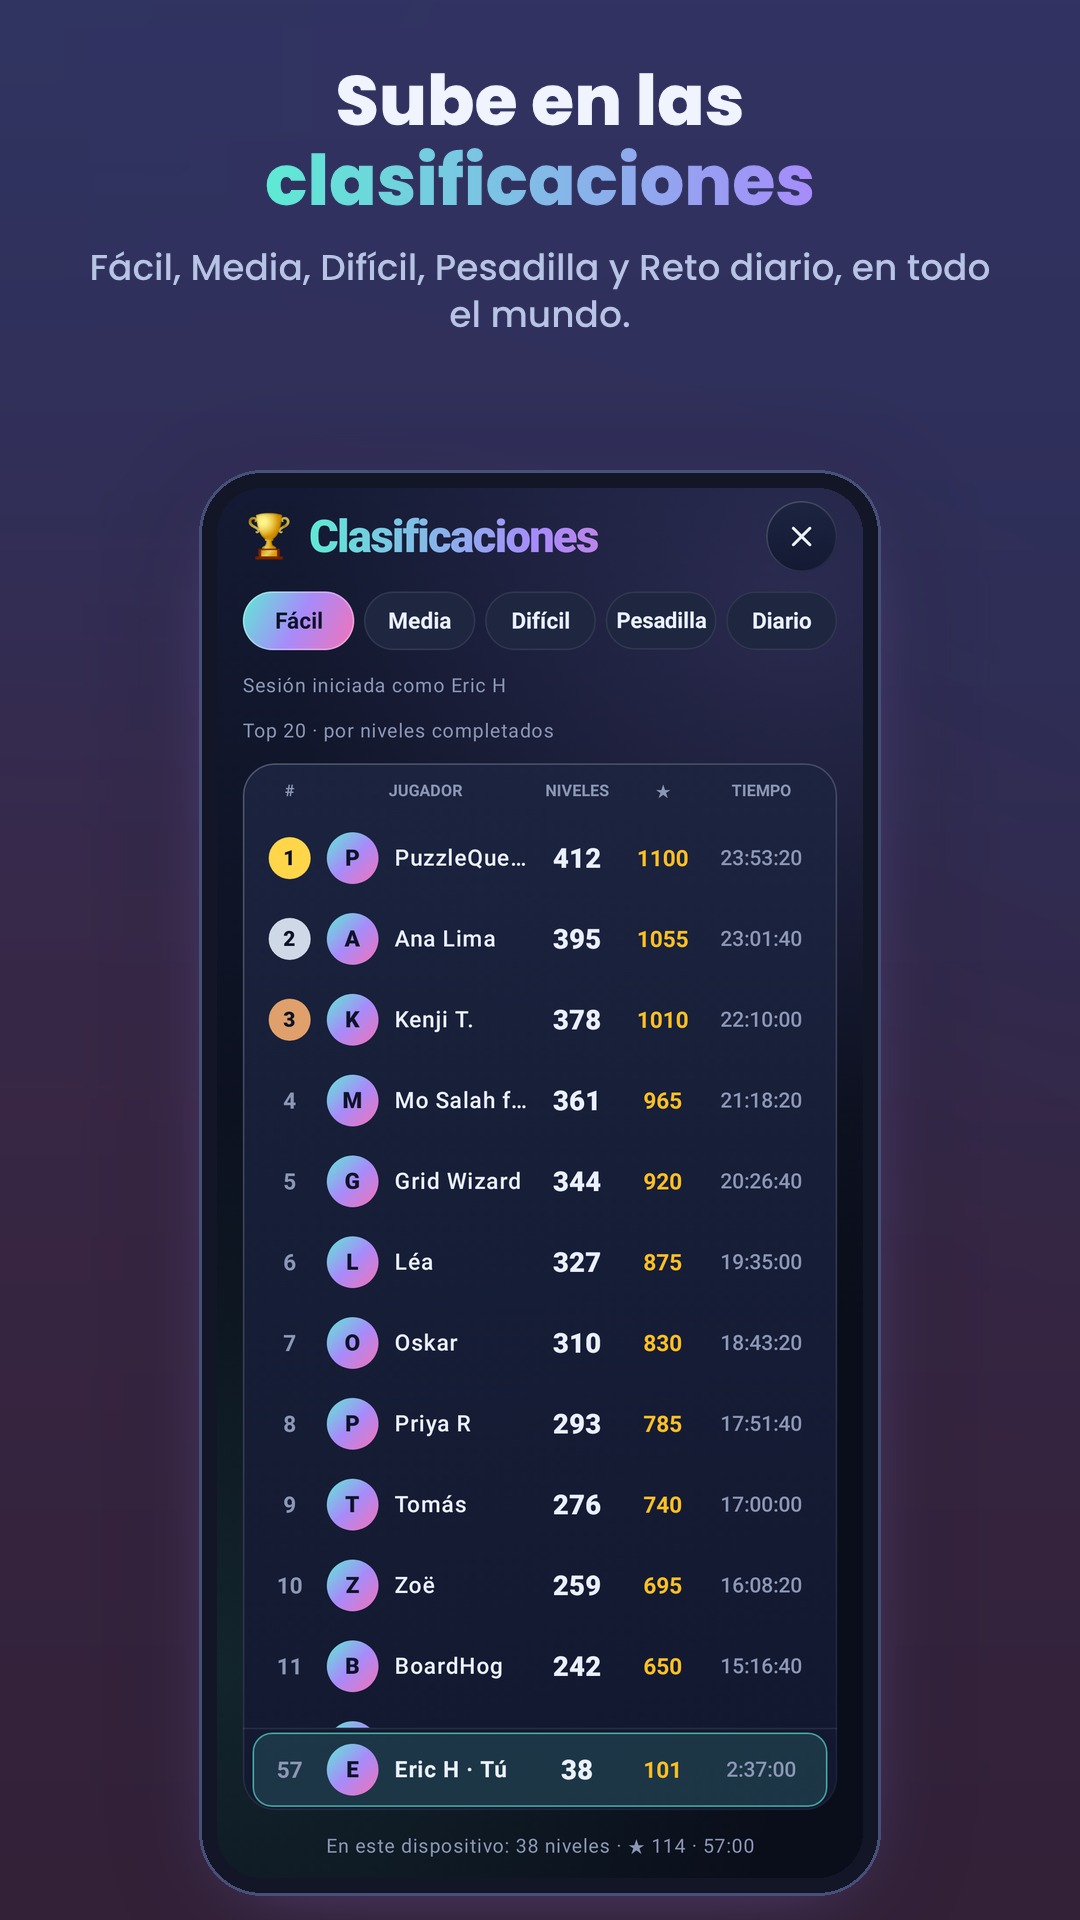 Sube en las
clasificaciones
Fácil, Media, Difícil, Pesadilla y Reto diario, en todo
el mundo.
Clasificaciones
Fácil Media Difícil Pesadilla Diario
Sesión iniciada como Eric H
Top 20 · por niveles completados
# JUGADOR NIVELES ★ TIEMPO
1 P PuzzleQue... 412 1100 23:53:20
2 A Ana Lima 395 1055 23:01:40
3 K Kenji T. 378 1010 22:10:00
4 M Mo Salah f... 361 965 21:18:20
5 G Grid Wizard 344 920 20:26:40
6 L Léa 327 875 19:35:00
7 O Oskar 310 830 18:43:20
8 P Priya R 293 785 17:51:40
9 T Tomás 276 740 17:00:00
10 Z Zoë 259 695 16:08:20
11 B BoardHog 242 650 15:16:40
57 E Eric H · Tú 38 101 2:37:00
En este dispositivo: 38 niveles · ★ 114 · 57:00